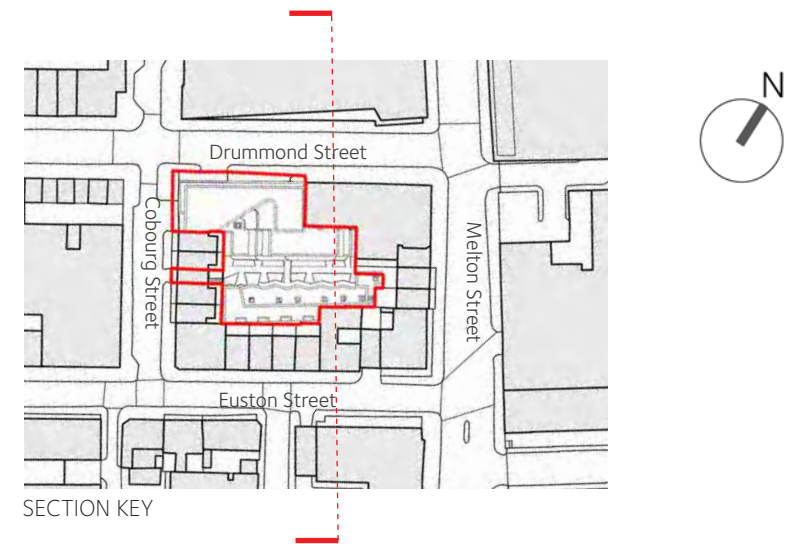 N
Drummond Street
Cobourg Street
Melton Street
Euston Street
SECTION KEY